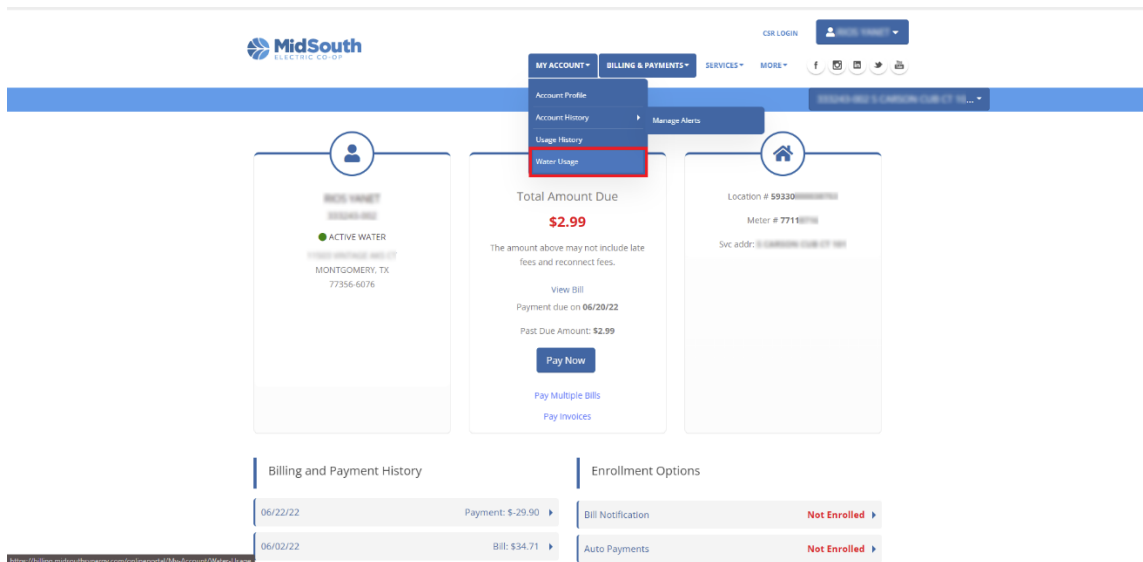 CSR LOGIN
MidSouth
ELECTRIC CO-OP
MY ACCOUNT
BILLING & PAYMENTS
SERVICES
MORE
Account Profile
Account History
Manage Alerts
Usage History
Water Usage
ACTIVE WATER
MONTGOMERY, TX
77356-6076
Total Amount Due
$2.99
The amount above may not include late
fees and reconnect fees.
View Bill
Payment due on 06/20/22
Past Due Amount: $2.99
Pay Now
Pay Multiple Bills
Pay Invoices
Location # 59330
Meter # 7711
Svc addr:
Billing and Payment History
06/22/22 Payment: $-29.90
06/02/22 Bill: $34.71
Enrollment Options
Bill Notification Not Enrolled
Auto Payments Not Enrolled